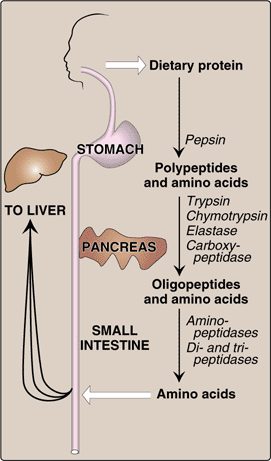 Dietary protein
Pepsin
STOMACH
Polypeptides
and amino acids
TO LIVER
Trypsin
Chymotrypsin
Elastase
Carboxy-
peptidase
PANCREAS
Oligopeptides
and amino acids
SMALL
INTESTINE
Amino-
peptidases
Di- and tri-
peptidases
Amino acids